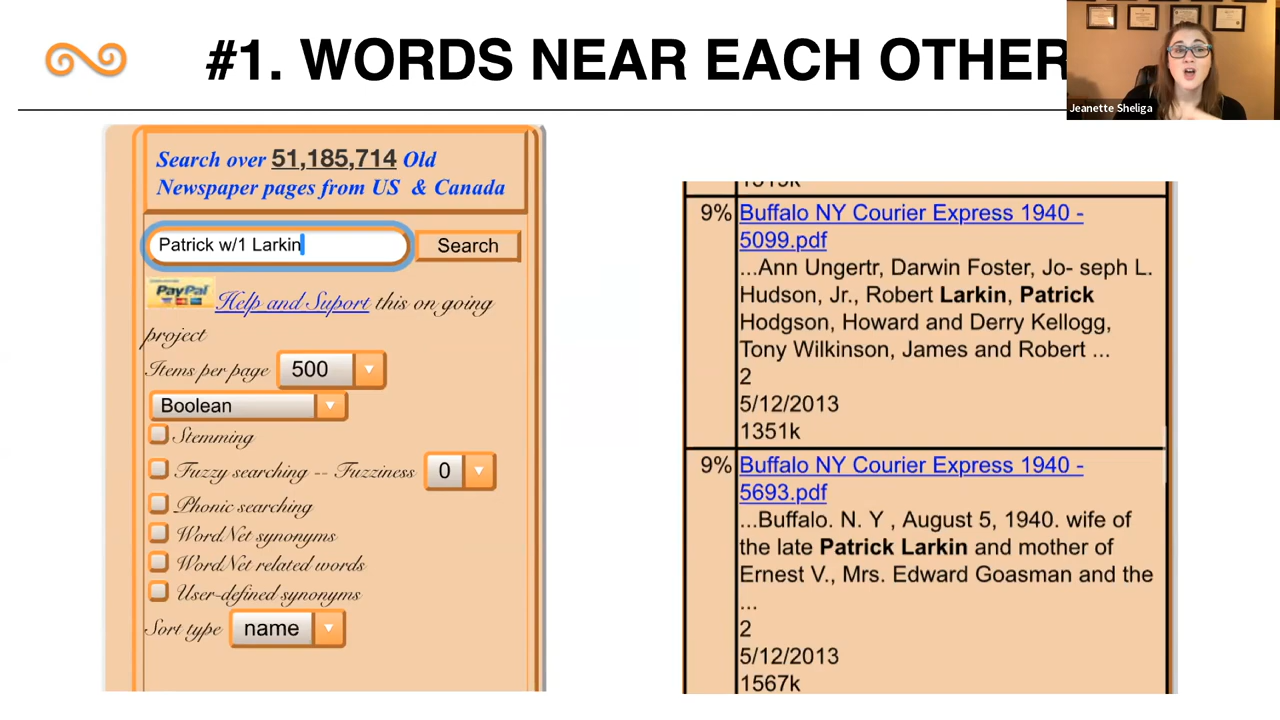 #1. WORDS NEAR EACH OTHER
Jeanette Sheliga
Search over 51,185,714 Old
Newspaper pages from US & Canada
Patrick w/1 Larkin
Search
PayPal
Help and Suport this on going
project
Items per page 500
Boolean
Stemming
Fuzzy searching -- Fuzziness 0
Phonic searching
WordNet synonyms
WordNet related words
User-defined synonyms
Sort type name
9% Buffalo NY Courier Express 1940 -
5099.pdf
...Ann Ungertr, Darwin Foster, Jo- seph L.
Hudson, Jr., Robert Larkin, Patrick
Hodgson, Howard and Derry Kellogg,
Tony Wilkinson, James and Robert ...
2
5/12/2013
1351k
9% Buffalo NY Courier Express 1940 -
5693.pdf
...Buffalo. N. Y , August 5, 1940. wife of
the late Patrick Larkin and mother of
Ernest V., Mrs. Edward Goasman and the
...
2
5/12/2013
1567k